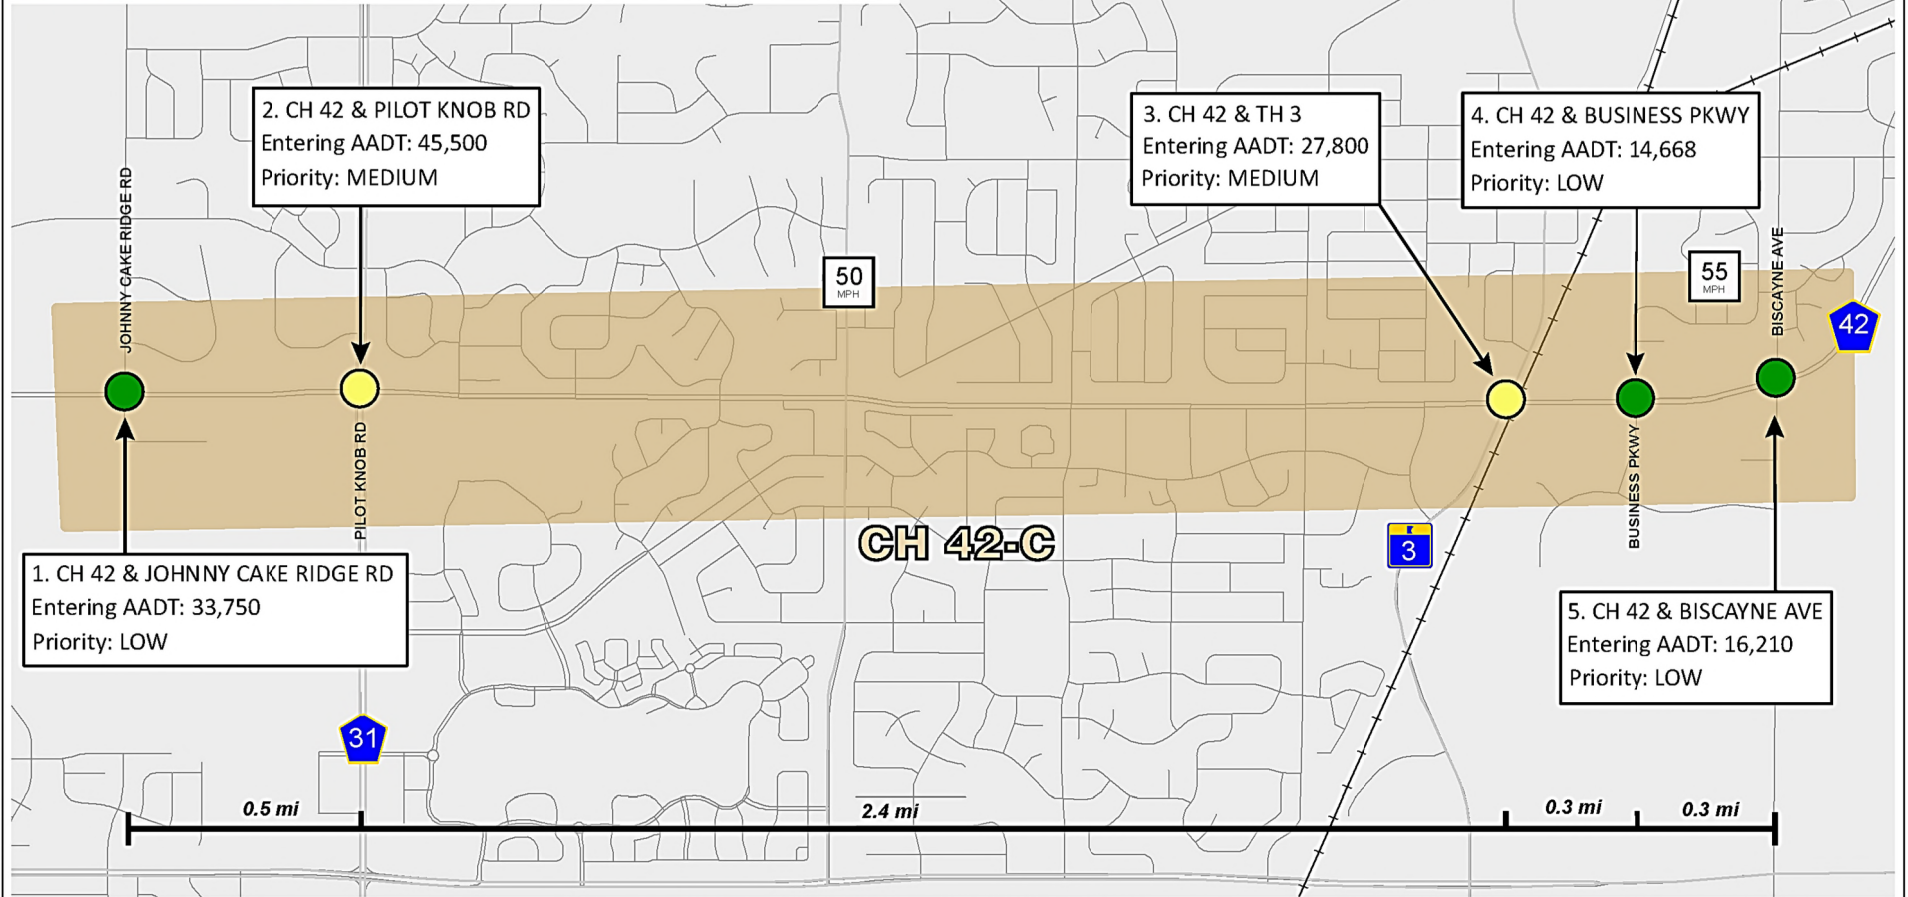 2. CH 42 & PILOT KNOB RD
Entering AADT: 45,500
Priority: MEDIUM
3. CH 42 & TH 3
Entering AADT: 27,800
Priority: MEDIUM
4. CH 42 & BUSINESS PKWY
Entering AADT: 14,668
Priority: LOW
JOHNNY CAKE RIDGE RD
50
MPH
55
MPH
BISCAYNE AVE
42
PILOT KNOB RD
BUSINESS PKWY
CH 42-C
3
1. CH 42 & JOHNNY CAKE RIDGE RD
Entering AADT: 33,750
Priority: LOW
5. CH 42 & BISCAYNE AVE
Entering AADT: 16,210
Priority: LOW
31
0.5 mi
2.4 mi
0.3 mi
0.3 mi